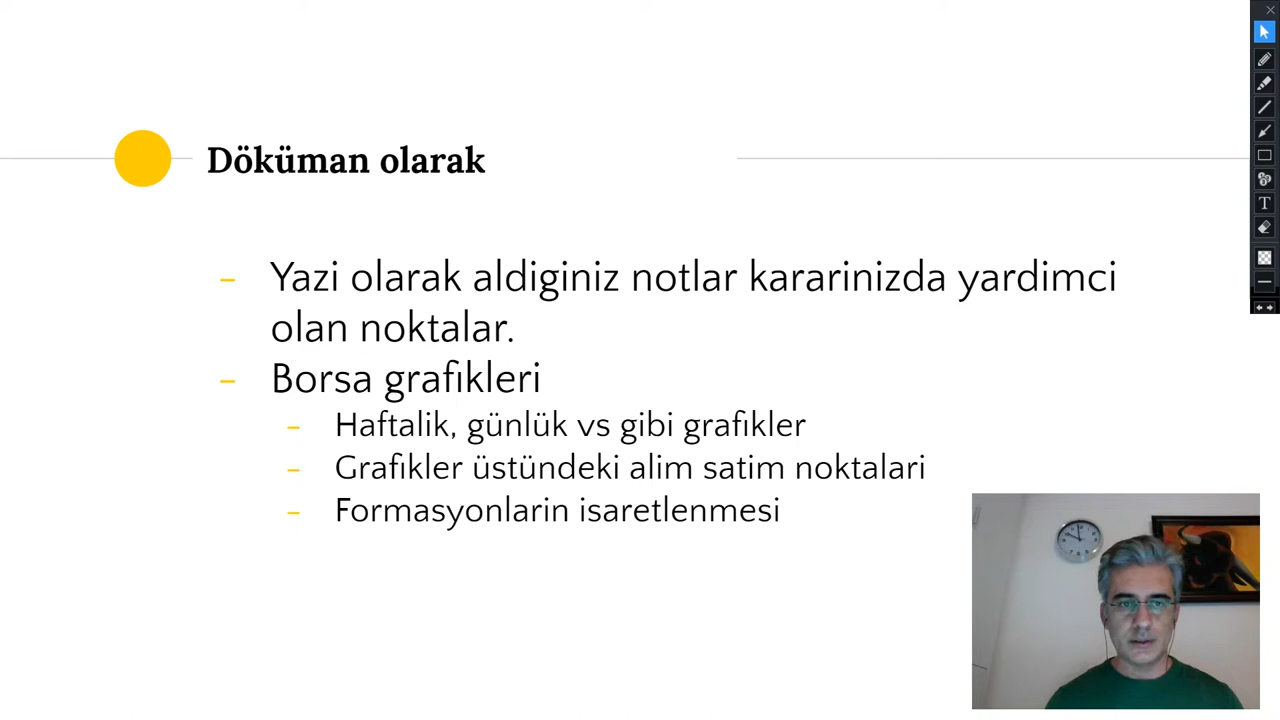 Döküman olarak
- Yazi olarak aldiginiz notlar kararinizda yardimci
olan noktalar.
- Borsa grafikleri
- Haftalik, günlük vs gibi grafikler
- Grafikler üstündeki alim satim noktalari
- Formasyonlarin isaretlenmesi